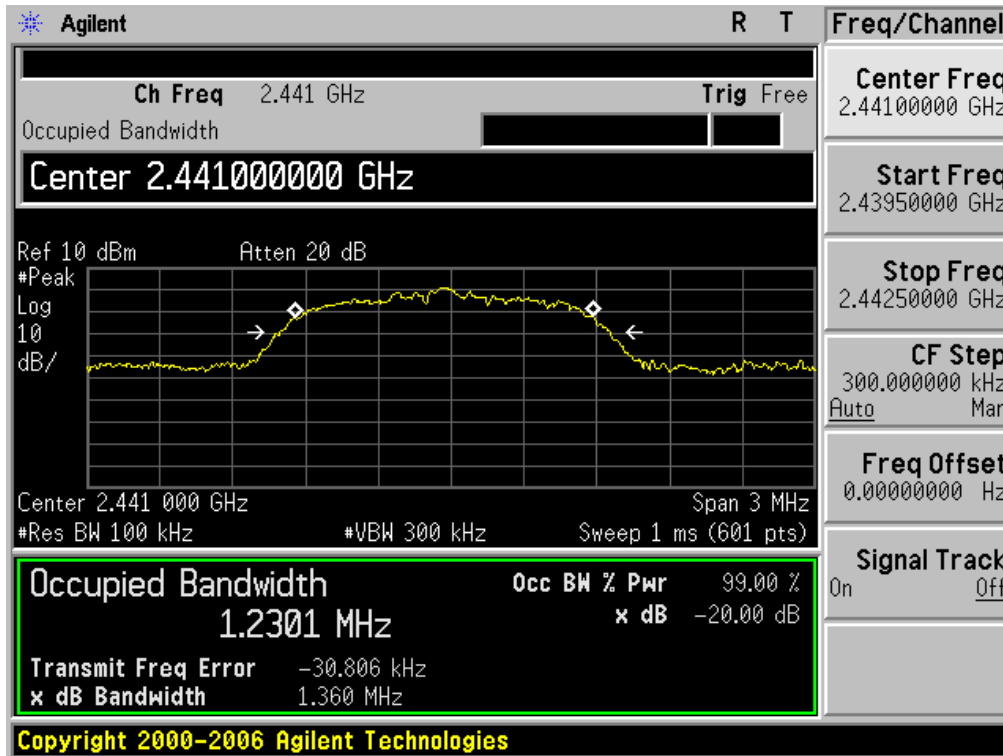 Agilent R T
Freq/Channel
Ch Freq 2.441 GHz Trig Free
Occupied Bandwidth
Center 2.441000000 GHz
Ref 10 dBm Atten 20 dB
#Peak
Log
10
dB/
Center 2.441 000 GHz Span 3 MHz
#Res BW 100 kHz #VBW 300 kHz Sweep 1 ms (601 pts)
Occupied Bandwidth
1.2301 MHz
Occ BW % Pwr 99.00 %
x dB -20.00 dB
Transmit Freq Error -30.806 kHz
x dB Bandwidth 1.360 MHz
Center Freq
2.44100000 GHz
Start Freq
2.43950000 GHz
Stop Freq
2.44250000 GHz
CF Step
300.000000 kHz
Auto Man
Freq Offset
0.00000000 Hz
Signal Track
On Off
Copyright 2000-2006 Agilent Technologies